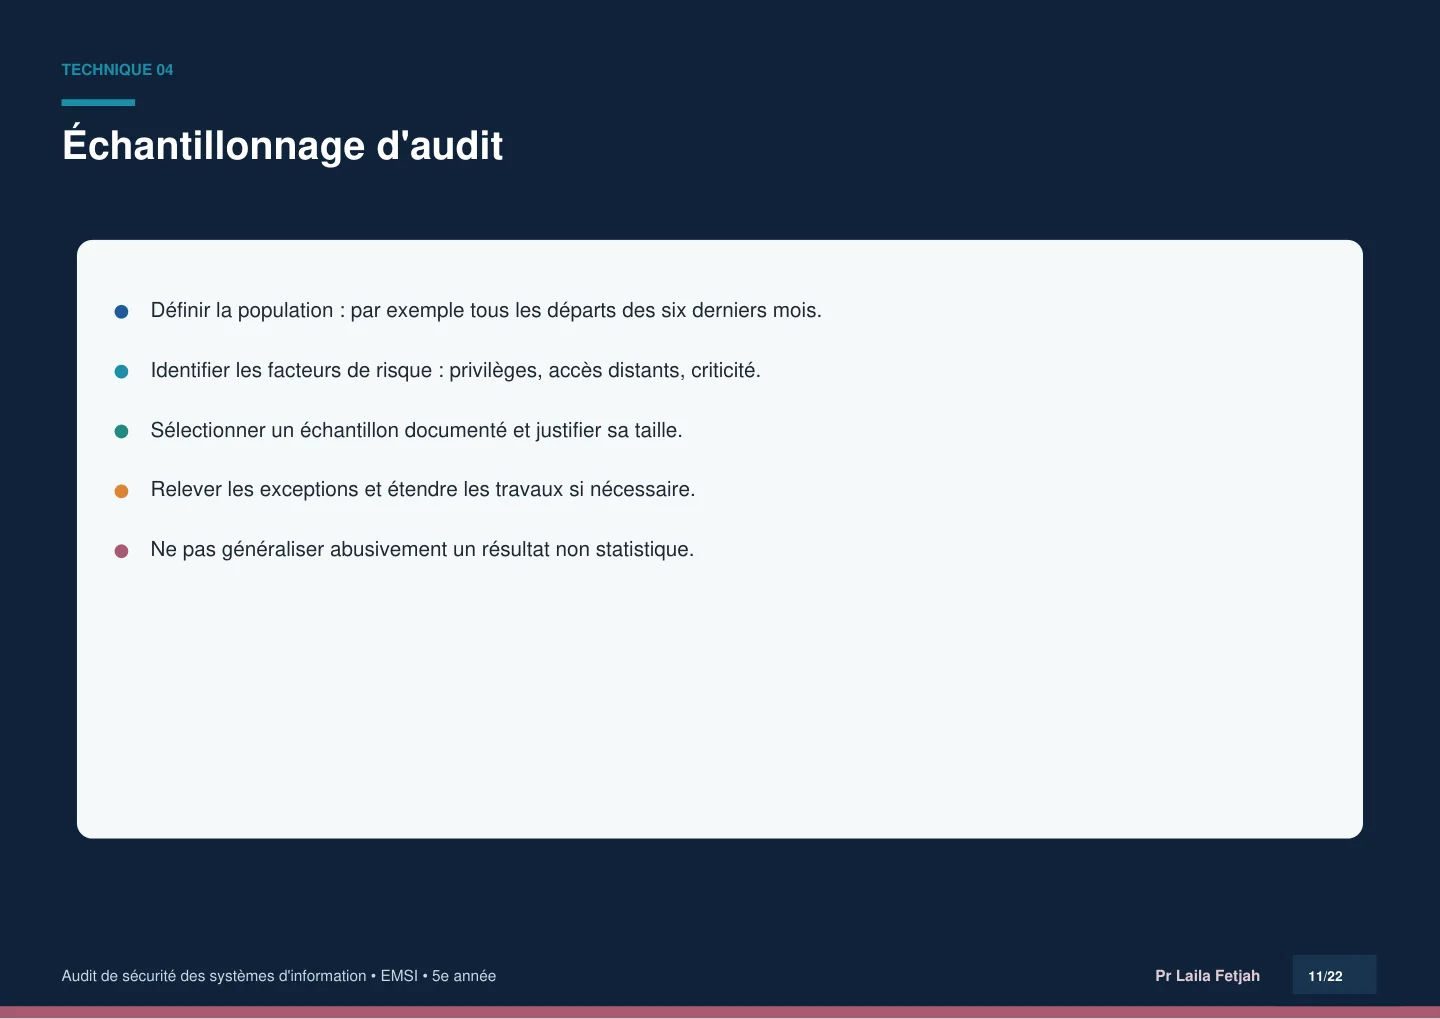 TECHNIQUE 04
Échantillonnage d'audit
Définir la population : par exemple tous les départs des six derniers mois.
Identifier les facteurs de risque : privilèges, accès distants, criticité.
Sélectionner un échantillon documenté et justifier sa taille.
Relever les exceptions et étendre les travaux si nécessaire.
Ne pas généraliser abusivement un résultat non statistique.
Audit de sécurité des systèmes d'information • EMSI • 5e année
Pr Laila Fetjah
11/22